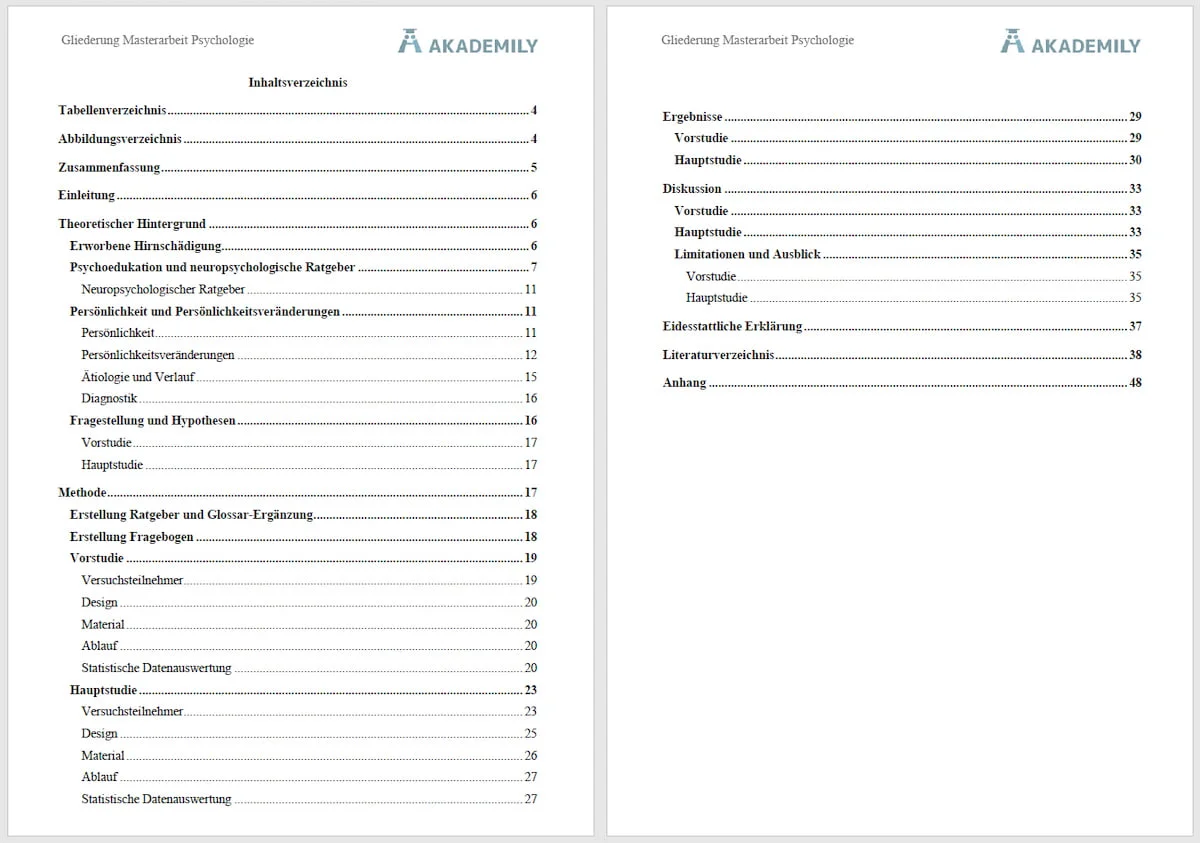 Gliederung Masterarbeit Psychologie
AKADEMILY
Inhaltsverzeichnis
Tabellenverzeichnis 4
Abbildungsverzeichnis 4
Zusammenfassung 5
Einleitung 6
Theoretischer Hintergrund 6
Erworbene Hirnschädigung 6
Psychoedukation und neuropsychologische Ratgeber 7
Neuropsychologischer Ratgeber 11
Persönlichkeit und Persönlichkeitsveränderungen 11
Persönlichkeit 11
Persönlichkeitsveränderungen 12
Ätiologie und Verlauf 15
Diagnostik 16
Fragestellung und Hypothesen 16
Vorstudie 17
Hauptstudie 17
Methode 17
Erstellung Ratgeber und Glossar-Ergänzung 18
Erstellung Fragebogen 18
Vorstudie 19
Versuchsteilnehmer 19
Design 20
Material 20
Ablauf 20
Statistische Datenauswertung 20
Hauptstudie 23
Versuchsteilnehmer 23
Design 25
Material 26
Ablauf 27
Statistische Datenauswertung 27
Gliederung Masterarbeit Psychologie
AKADEMILY
Ergebnisse 29
Vorstudie 29
Hauptstudie 30
Diskussion 33
Vorstudie 33
Hauptstudie 33
Limitationen und Ausblick 35
Vorstudie 35
Hauptstudie 35
Eidesstattliche Erklärung 37
Literaturverzeichnis 38
Anhang 48